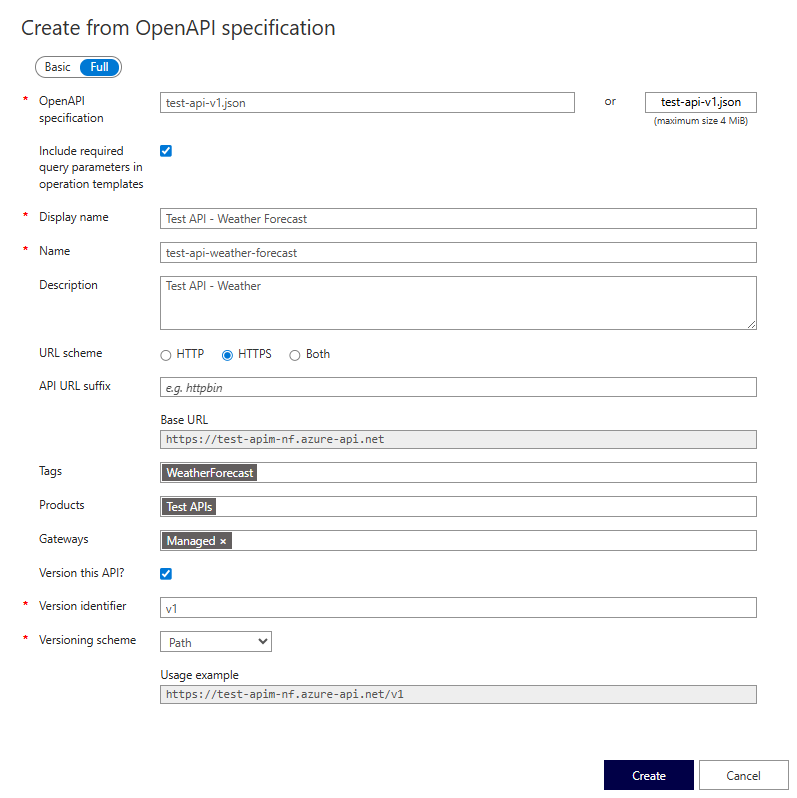 Create from OpenAPI specification
Basic Full
* OpenAPI specification test-api-v1.json or test-api-v1.json
(maximum size 4 MiB)
Include required query parameters in operation templates
* Display name Test API - Weather Forecast
* Name test-api-weather-forecast
Description Test API - Weather
URL scheme HTTP HTTPS Both
API URL suffix e.g. httpbin
Base URL
https://test-apim-nf.azure-api.net
Tags WeatherForecast
Products Test APIs
Gateways Managed ×
Version this API?
* Version identifier v1
* Versioning scheme Path
Usage example
https://test-apim-nf.azure-api.net/v1
Create Cancel